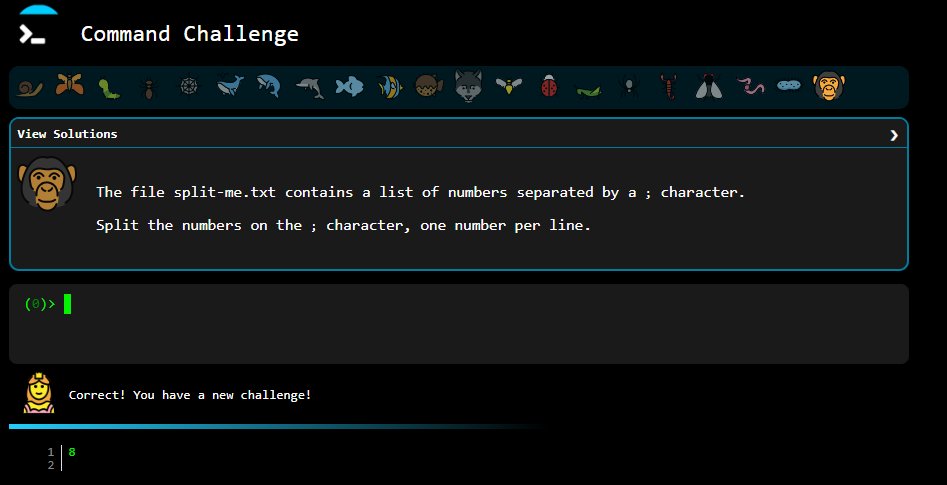 Command Challenge
View Solutions
The file split-me.txt contains a list of numbers separated by a ; character.
Split the numbers on the ; character, one number per line.
(0)>
Correct! You have a new challenge!
1 8
2